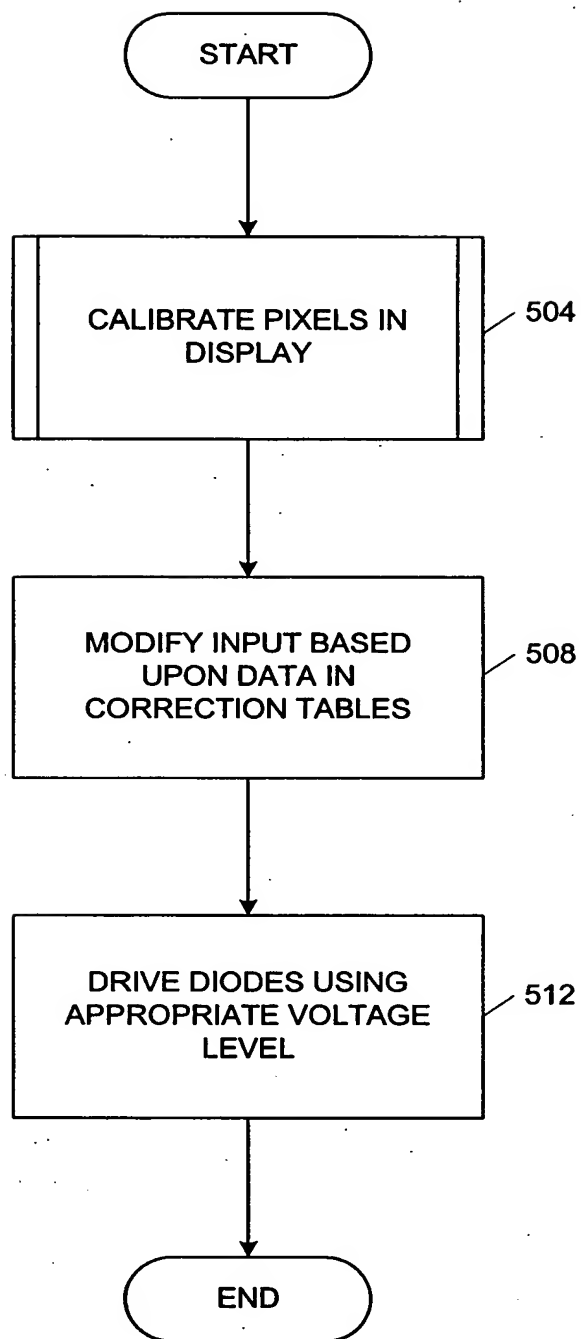 START
CALIBRATE PIXELS IN
DISPLAY
504
MODIFY INPUT BASED
UPON DATA IN
CORRECTION TABLES
508
DRIVE DIODES USING
APPROPRIATE VOLTAGE
LEVEL
512
END